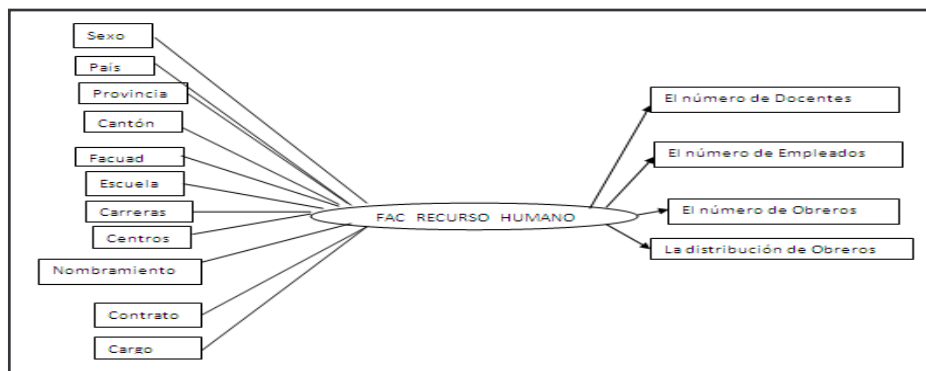 Sexo
País
Provincia
Cantón
Facuad
Escuela
Carreras
Centros
Nombramiento
Contrato
Cargo
FAC RECURSO HUMANO
El número de Docentes
El número de Empleados
El número de Obreros
La distribución de Obreros